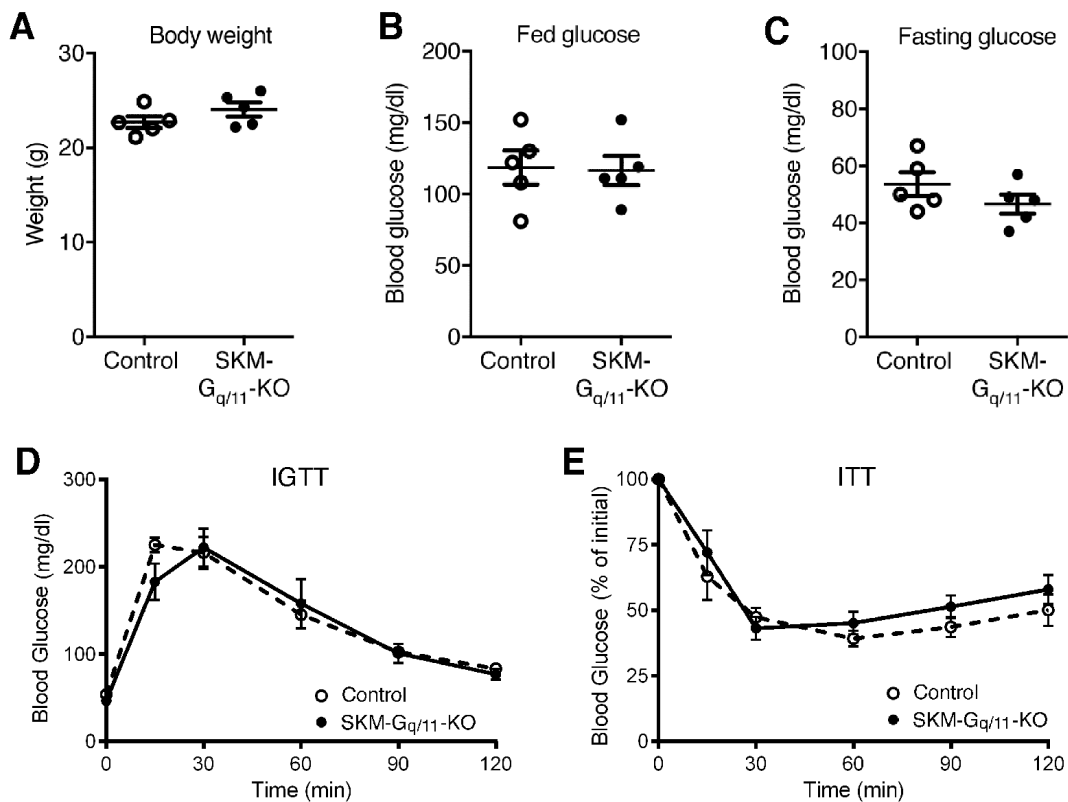 A
Body weight
30
20
10
0
Weight (g)
Control
SKM-
Gq/11-KO
B
Fed glucose
200
150
100
50
0
Blood glucose (mg/dl)
Control
SKM-
Gq/11-KO
C
Fasting glucose
100
80
60
40
20
0
Blood glucose (mg/dl)
Control
SKM-
Gq/11-KO
D
IGTT
300
200
100
0
Blood Glucose (mg/dl)
Control
SKM-Gq/11-KO
0 30 60 90 120
Time (min)
E
ITT
100
75
50
25
0
Blood Glucose (% of initial)
Control
SKM-Gq/11-KO
0 30 60 90 120
Time (min)